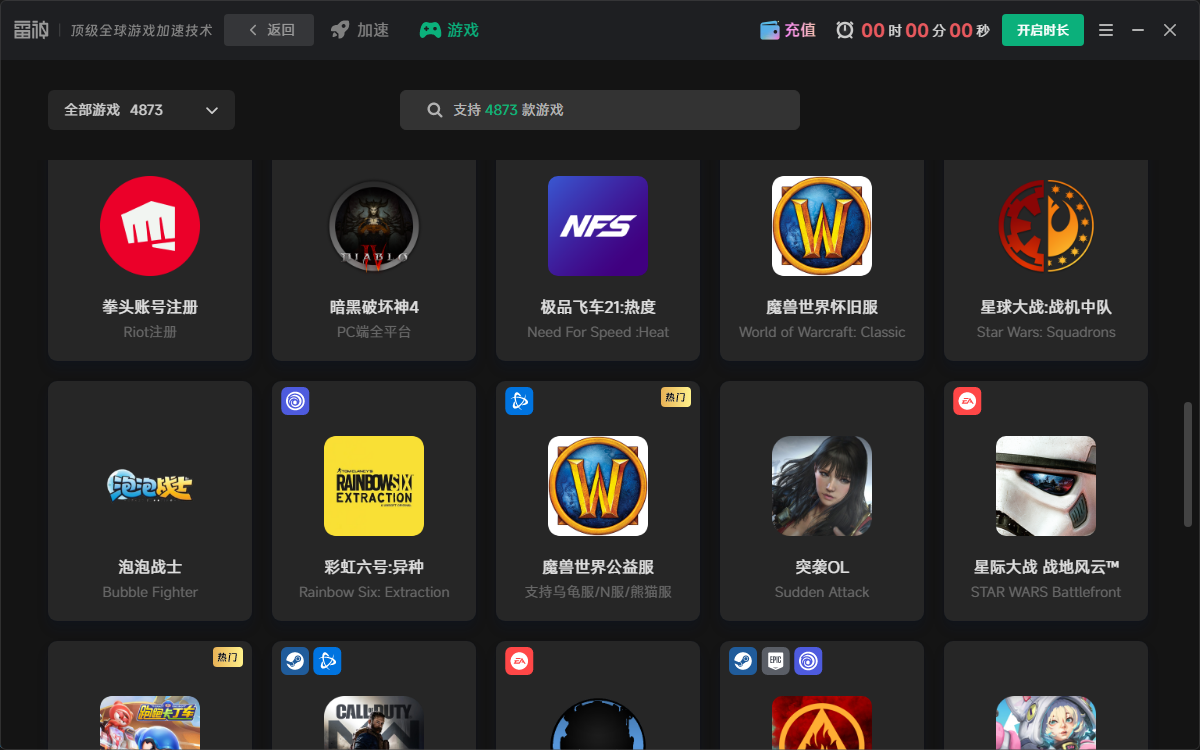 雷神 顶级全球游戏加速技术 返回 加速 游戏 充值 00时00分00秒 开启时长
全部游戏 4873 支持 4873 款游戏
NFS
DIABLO
IV
拳头账号注册 暗黑破坏神4 极品飞车21:热度 魔兽世界怀旧服 星球大战:战机中队
Riot注册 PC端全平台 Need For Speed :Heat World of Warcraft: Classic Star Wars: Squadrons
热门
EA
泡泡战士
TOM CLANCY'S
RAINBOW SIX
EXTRACTION
泡泡战士 彩虹六号:异种 魔兽世界公益服 突袭OL 星际大战 战地风云™
Bubble Fighter Rainbow Six: Extraction 支持乌龟服/N服/熊猫服 Sudden Attack STAR WARS Battlefront
热门 EA EPIC
跑跑卡丁车 CALL OF DUTY